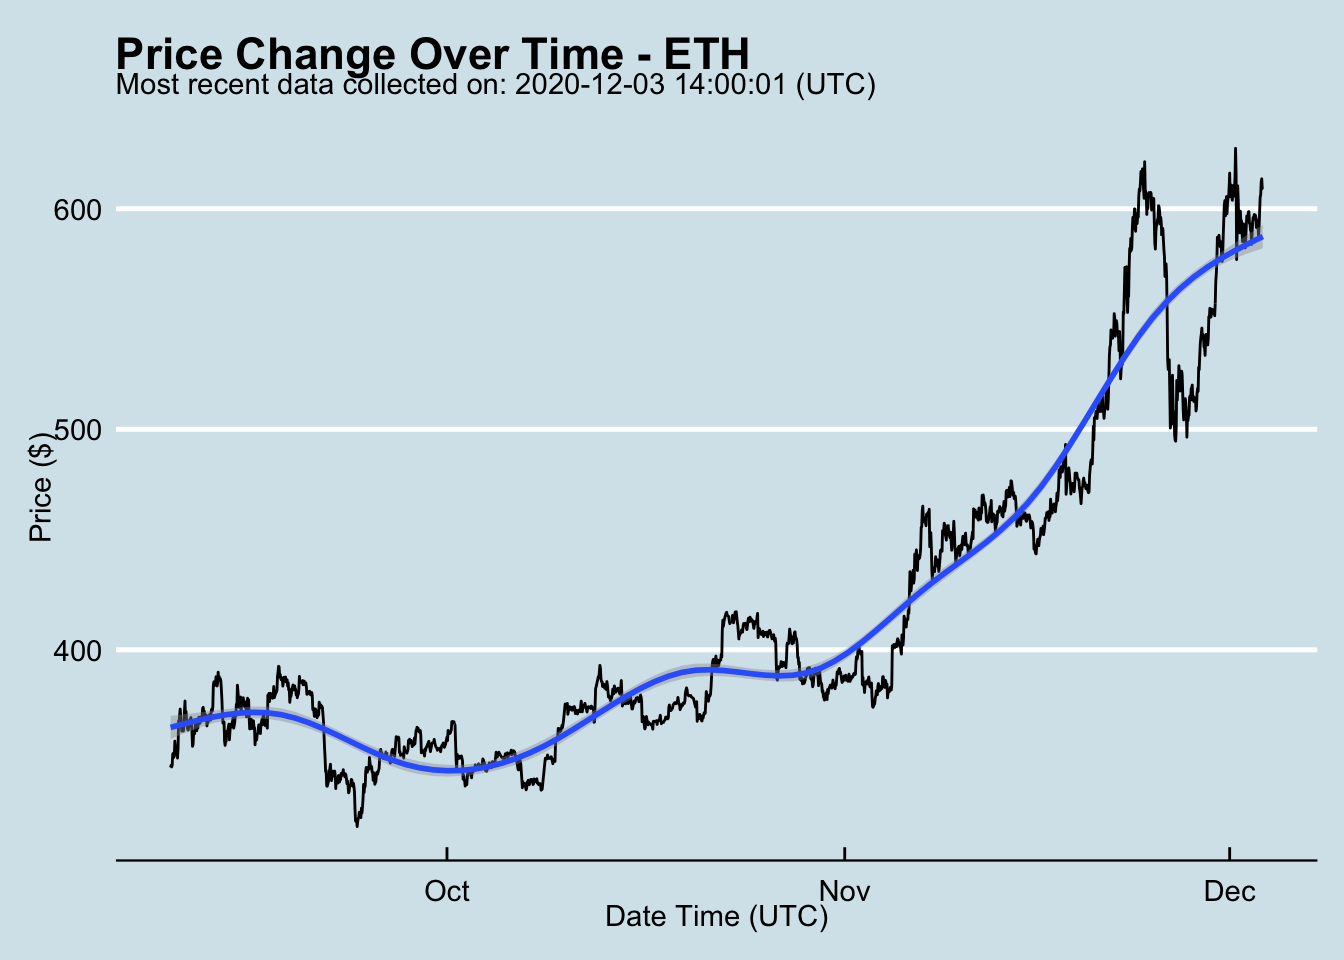 Price Change Over Time - ETH
Most recent data collected on: 2020-12-03 14:00:01 (UTC)
600
500
400
Price ($)
Oct
Nov
Dec
Date Time (UTC)